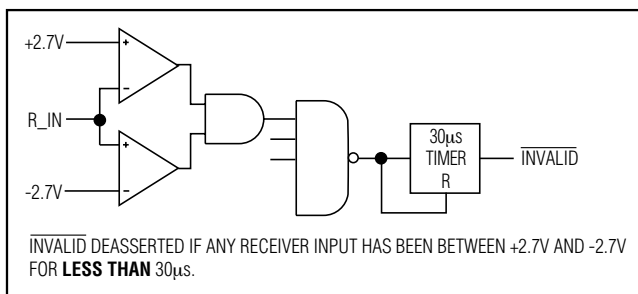 +2.7V
R_IN
-2.7V
+
-
+
-
30μs
TIMER
R
INVALID
INVALID DEASSERTED IF ANY RECEIVER INPUT HAS BEEN BETWEEN +2.7V AND -2.7V
FOR LESS THAN 30μs.